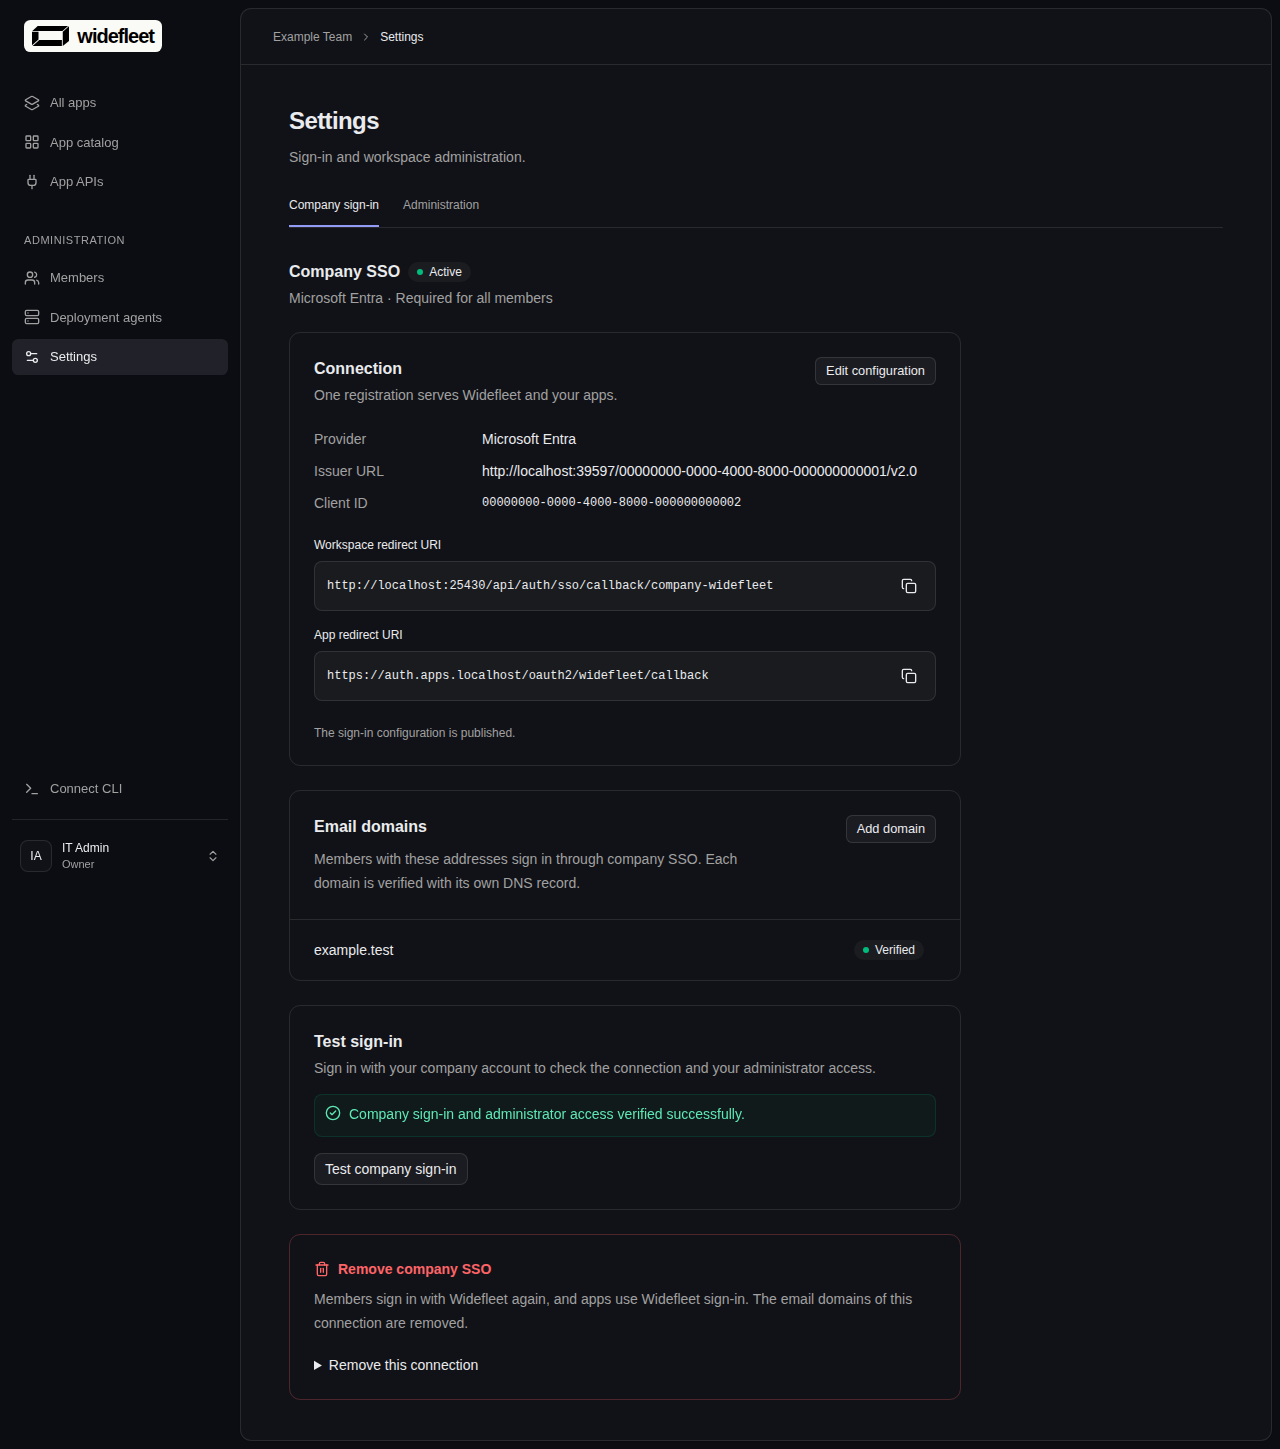 widefleet
Example Team > Settings
All apps
App catalog
App APIs
ADMINISTRATION
Members
Deployment agents
Settings
Connect CLI
IA
IT Admin
Owner
Settings
Sign-in and workspace administration.
Company sign-in
Administration
Company SSO
Active
Microsoft Entra · Required for all members
Connection
Edit configuration
One registration serves Widefleet and your apps.
Provider
Microsoft Entra
Issuer URL
http://localhost:39597/00000000-0000-4000-8000-000000000001/v2.0
Client ID
00000000-0000-4000-8000-000000000002
Workspace redirect URI
http://localhost:25430/api/auth/sso/callback/company-widefleet
App redirect URI
https://auth.apps.localhost/oauth2/widefleet/callback
The sign-in configuration is published.
Email domains
Add domain
Members with these addresses sign in through company SSO. Each
domain is verified with its own DNS record.
example.test
Verified
Test sign-in
Sign in with your company account to check the connection and your administrator access.
Company sign-in and administrator access verified successfully.
Test company sign-in
Remove company SSO
Members sign in with Widefleet again, and apps use Widefleet sign-in. The email domains of this
connection are removed.
Remove this connection